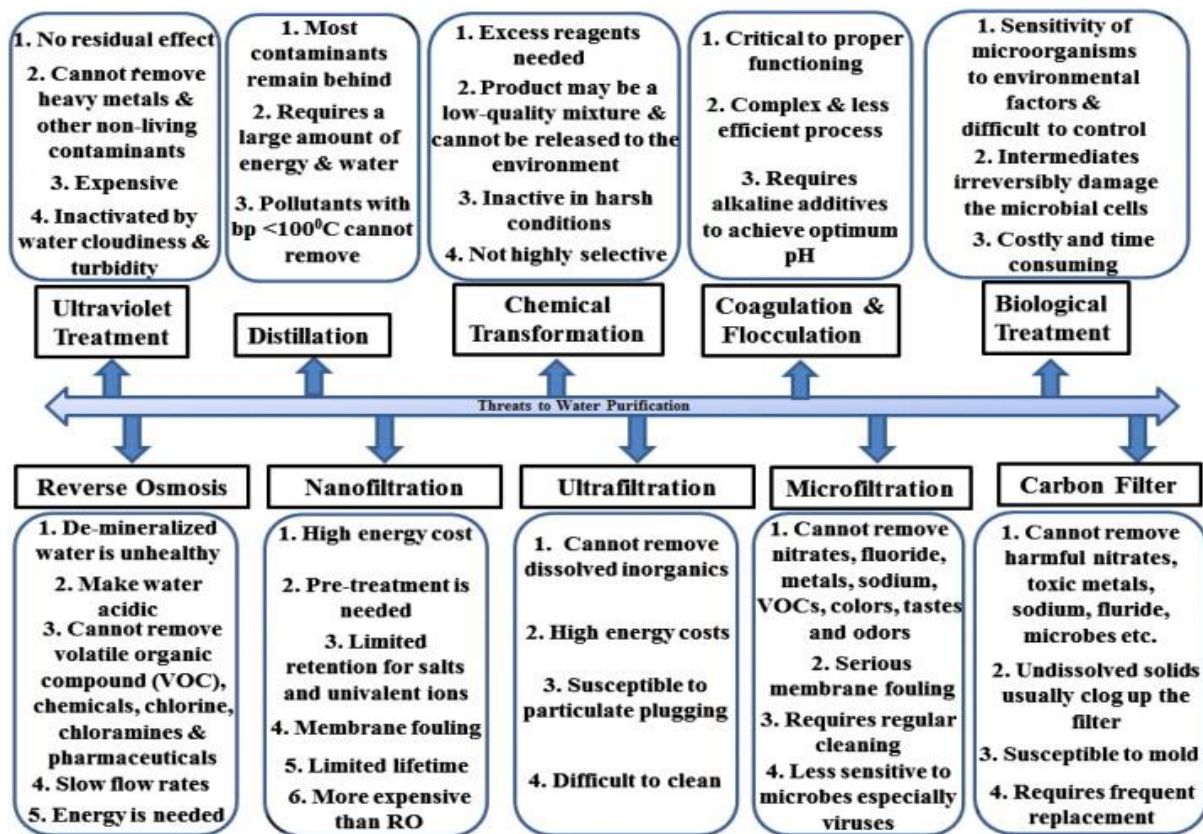 1. No residual effect
2. Cannot remove
heavy metals &
other non-living
contaminants
3. Expensive
4. Inactivated by
water cloudiness &
turbidity
Ultraviolet
Treatment
1. Most
contaminants
remain behind
2. Requires a
large amount of
energy & water
3. Pollutants with
bp <100⁰C cannot
remove
Distillation
1. Excess reagents
needed
2. Product may be a
low-quality mixture &
cannot be released to the
environment
3. Inactive in harsh
conditions
4. Not highly selective
Chemical
Transformation
1. Critical to proper
functioning
2. Complex & less
efficient process
3. Requires
alkaline additives
to achieve optimum
pH
Coagulation &
Flocculation
1. Sensitivity of
microorganisms
to environmental
factors &
difficult to control
2. Intermediates
irreversibly damage
the microbial cells
3. Costly and time
consuming
Biological
Treatment
Threats to Water Purification
Reverse Osmosis
1. De-mineralized
water is unhealthy
2. Make water
acidic
3. Cannot remove
volatile organic
compound (VOC),
chemicals, chlorine,
chloramines &
pharmaceuticals
4. Slow flow rates
5. Energy is needed
Nanofiltration
1. High energy cost
2. Pre-treatment is
needed
3. Limited
retention for salts
and univalent ions
4. Membrane fouling
5. Limited lifetime
6. More expensive
than RO
Ultrafiltration
1. Cannot remove
dissolved inorganics
2. High energy costs
3. Susceptible to
particulate plugging
4. Difficult to clean
Microfiltration
1. Cannot remove
nitrates, fluoride,
metals, sodium,
VOCs, colors, tastes
and odors
2. Serious
membrane fouling
3. Requires regular
cleaning
4. Less sensitive to
microbes especially
viruses
Carbon Filter
1. Cannot remove
harmful nitrates,
toxic metals,
sodium, fluride,
microbes etc.
2. Undissolved solids
usually clog up the
filter
3. Susceptible to mold
4. Requires frequent
replacement